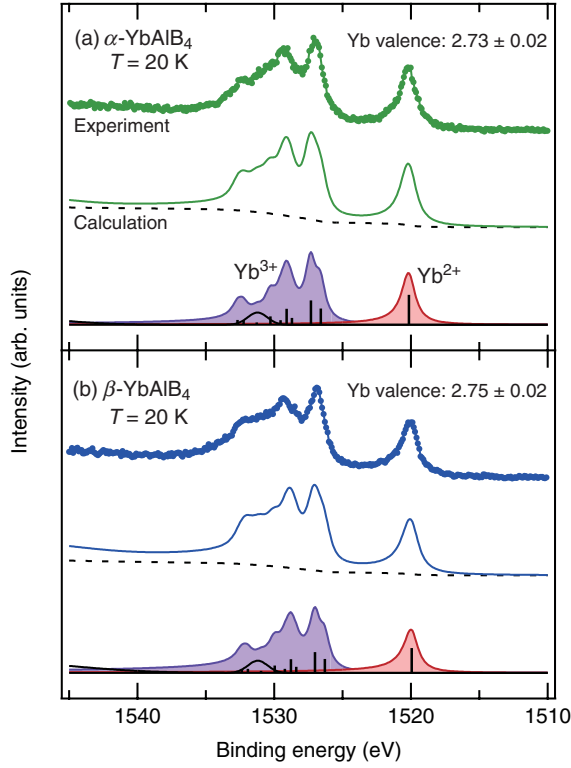 (a) α-YbAlB₄
T = 20 K
Yb valence: 2.73 ± 0.02
Experiment
Calculation
Yb³⁺
Yb²⁺
(b) β-YbAlB₄
T = 20 K
Yb valence: 2.75 ± 0.02
Intensity (arb. units)
1540
1530
1520
1510
Binding energy (eV)